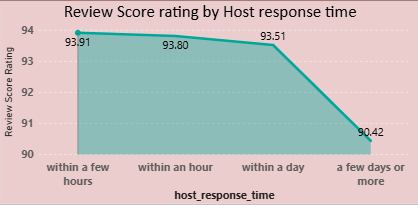 Review Score rating by Host response time
Review Score Rating
94
93
92
91
90
93.91
93.80
93.51
90.42
within a few
hours
within an hour
within a day
a few days or
more
host_response_time